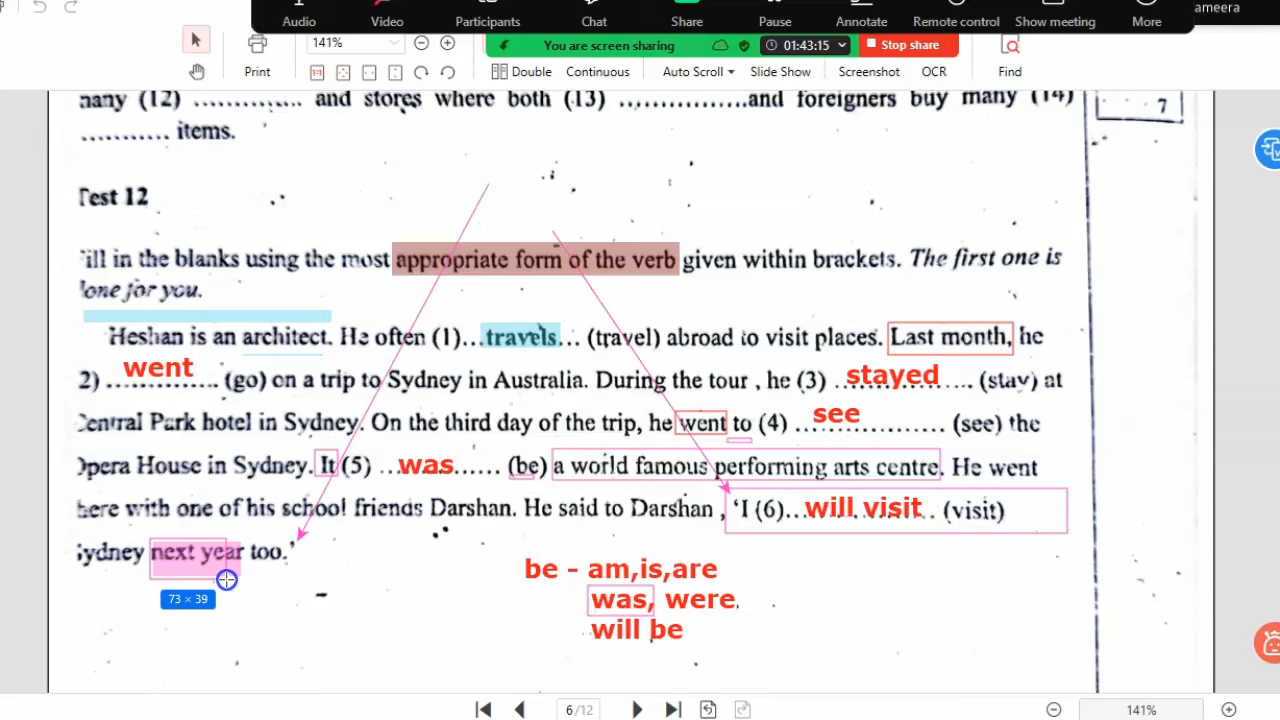 ameera
Audio Video Participants Chat Share Pause Annotate Remote control Show meeting More
141% You are screen sharing 01:43:15 Stop share
Print Double Continuous Auto Scroll Slide Show Screenshot OCR Find
many (12) .................. and stores where both (13) ..................and foreigners buy many (14)
........... items.
7
Test 12
ill in the blanks using the most appropriate form of the verb given within brackets. The first one is
done for you.
Heshan is an architect. He often (1)...travels... (travel) abroad to visit places. Last month, he
2) ...went... (go) on a trip to Sydney in Australia. During the tour , he (3) ...stayed... (stay) at
Central Park hotel in Sydney. On the third day of the trip, he went to (4) ...see... (see) the
Opera House in Sydney. It (5) ...was... (be) a world famous performing arts centre. He went
here with one of his school friends Darshan. He said to Darshan , ‘I (6)...will visit... (visit)
Sydney next year too.’
be - am,is,are
was, were
will be
73 × 39
6 /12 141%